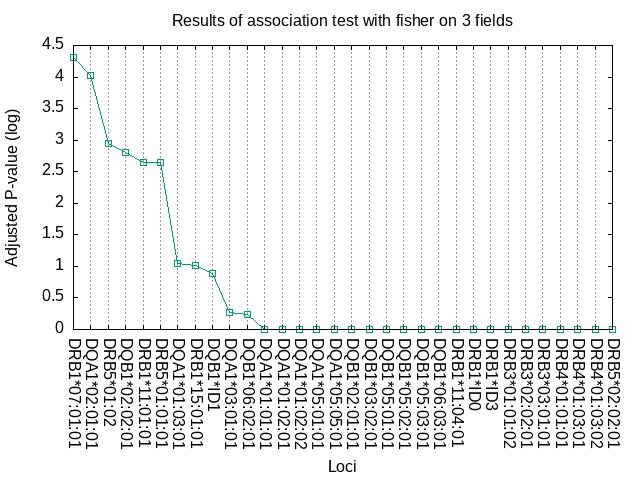 Results of association test with fisher on 3 fields
4.5
4
3.5
3
2.5
2
1.5
1
0.5
0
Adjusted P-value (log)
DRB1*07:01:01
DQA1*02:01:01
DRB5*01:02
DQB1*02:02:01
DRB1*11:01:01
DRB5*01:01:01
DQA1*01:03:01
DRB1*15:01:01
DQB1*ID1
DQA1*03:01:01
DQB1*06:02:01
DQA1*01:01:01
DQA1*01:02:01
DQA1*01:02:02
DQA1*05:01:01
DQA1*05:05:01
DQB1*02:01:01
DQB1*03:01:01
DQB1*05:01:01
DQB1*05:02:01
DQB1*05:03:01
DQB1*06:03:01
DRB1*11:04:01
DRB1*ID0
DRB1*ID3
DRB3*01:01:02
DRB3*02:02:01
DRB3*03:01:01
DRB4*01:01:01
DRB4*01:03:01
DRB4*01:03:02
DRB5*02:02:01
Loci